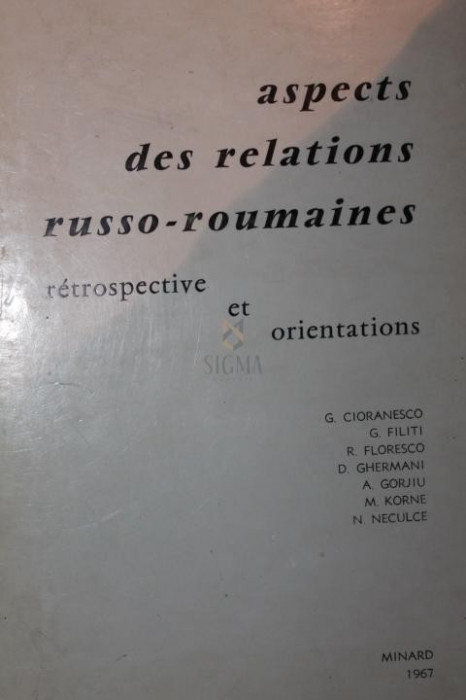 aspects
des relations
russo-roumaines
rétrospective
et
orientations
SIGMA
G. CIORANESCO
G. FILITI
R. FLORESCO
D. GHERMANI
A. GORJIU
M. KORNE
N. NECULCE
MINARD
1967